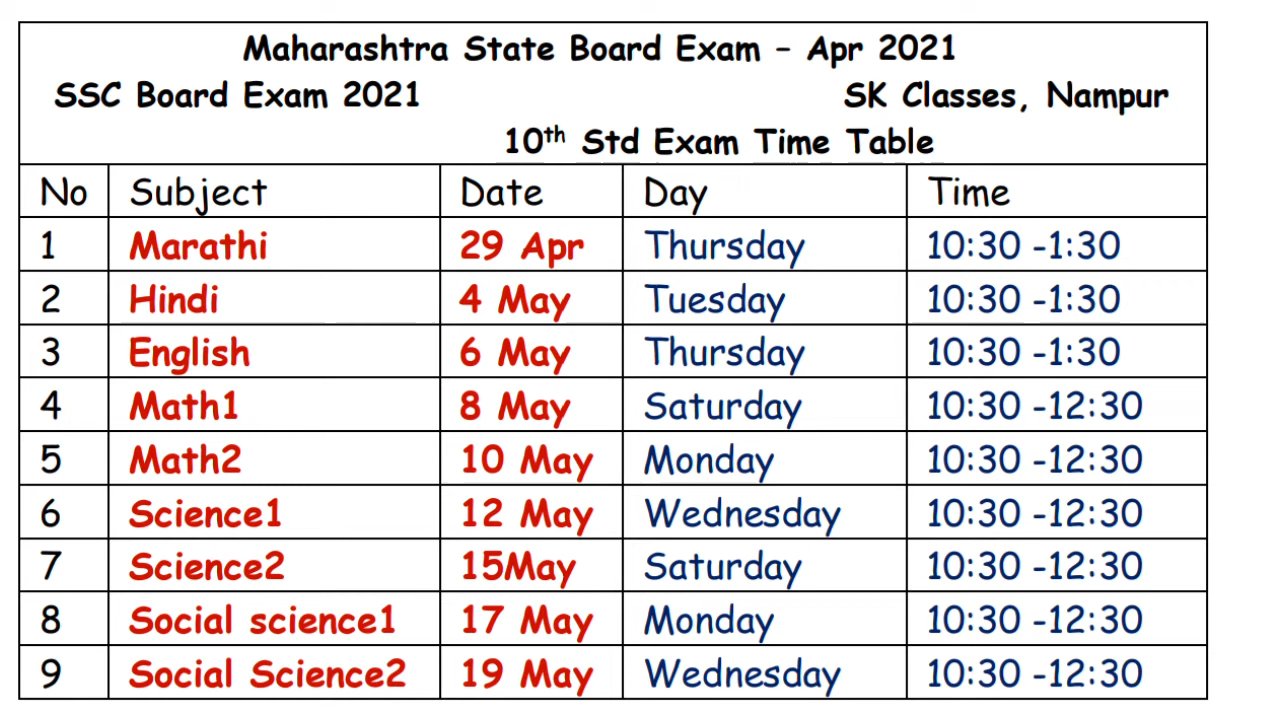 Maharashtra State Board Exam – Apr 2021
SSC Board Exam 2021 SK Classes, Nampur
10th Std Exam Time Table
No Subject Date Day Time
1 Marathi 29 Apr Thursday 10:30 -1:30
2 Hindi 4 May Tuesday 10:30 -1:30
3 English 6 May Thursday 10:30 -1:30
4 Math1 8 May Saturday 10:30 -12:30
5 Math2 10 May Monday 10:30 -12:30
6 Science1 12 May Wednesday 10:30 -12:30
7 Science2 15May Saturday 10:30 -12:30
8 Social science1 17 May Monday 10:30 -12:30
9 Social Science2 19 May Wednesday 10:30 -12:30